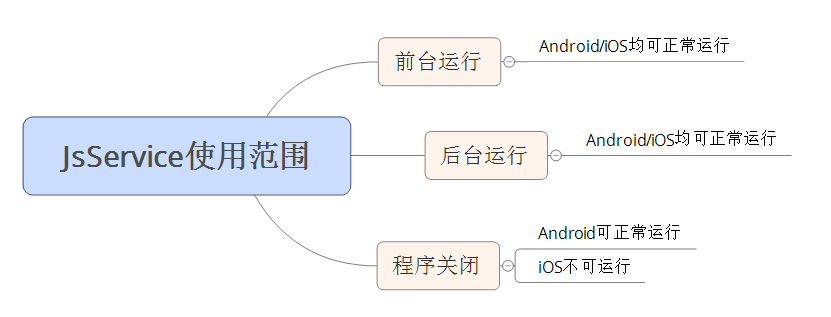 JsService使用范围
前台运行
Android/iOS均可正常运行
后台运行
Android/iOS均可正常运行
程序关闭
Android可正常运行
iOS不可运行